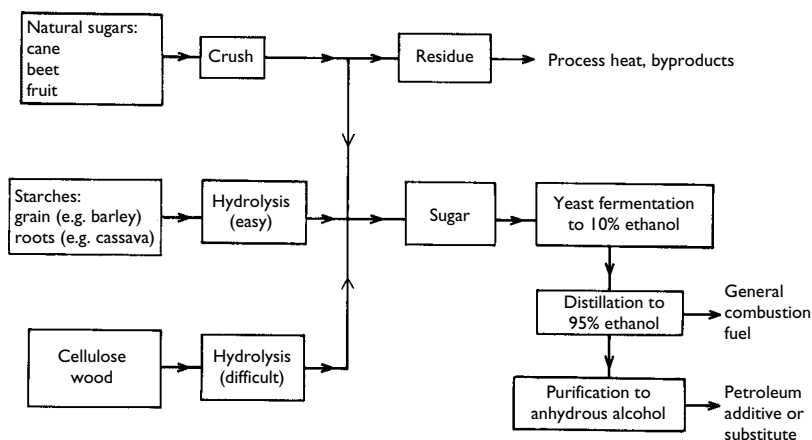 Natural sugars:
cane
beet
fruit
Crush
Residue
Process heat, byproducts
Starches:
grain (e.g. barley)
roots (e.g. cassava)
Hydrolysis
(easy)
Sugar
Yeast fermentation
to 10% ethanol
Distillation to
95% ethanol
General
combustion
fuel
Cellulose
wood
Hydrolysis
(difficult)
Purification to
anhydrous alcohol
Petroleum
additive or
substitute